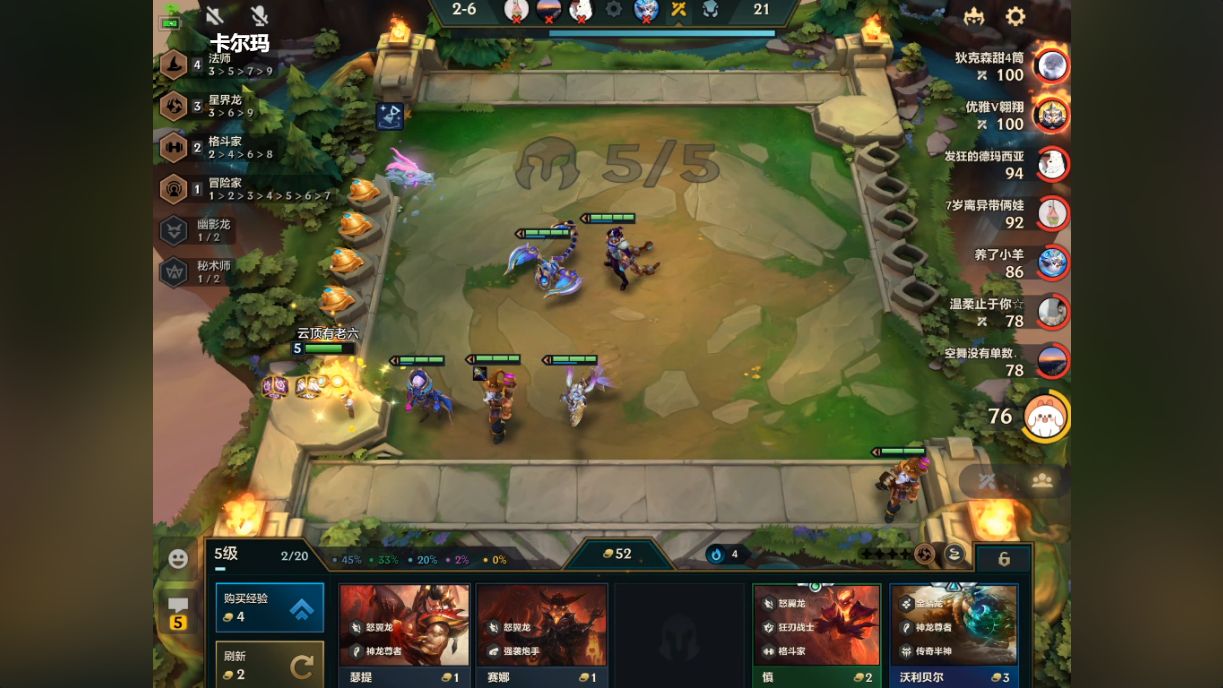 2-6
21
卡尔玛
4 法师
3 > 5 > 7 > 9
3 星界龙
3 > 6 > 9
2 格斗家
2 > 4 > 6 > 8
1 冒险家
1 > 2 > 3 > 4 > 5 > 6 > 7
幽影龙
1 / 2
秘术师
1 / 2
5/5
狄克森甜4筒
100
优雅V翱翔
100
发狂的德玛西亚
94
7岁离异带俩娃
92
养了小羊
86
温柔止于你☆
78
空舞没有单数.
78
76
云顶有老六
5
5级
2/20
45% 33% 20% 2% 0%
52
4
6
购买经验
4
刷新
2
5
怒翼龙
神龙尊者
瑟提 1
怒翼龙
强袭炮手
赛娜 1
怒翼龙
狂刃战士
格斗家
慎 2
金鳞龙
神龙尊者
传奇半神
沃利贝尔 3